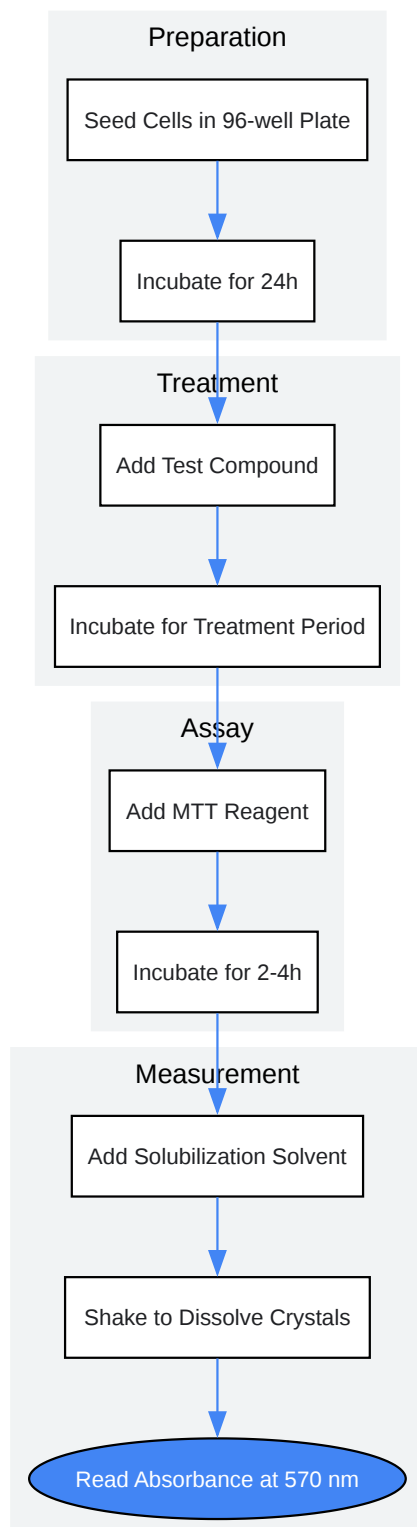 Preparation
Seed Cells in 96-well Plate
Incubate for 24h
Treatment
Add Test Compound
Incubate for Treatment Period
Assay
Add MTT Reagent
Incubate for 2-4h
Measurement
Add Solubilization Solvent
Shake to Dissolve Crystals
Read Absorbance at 570 nm